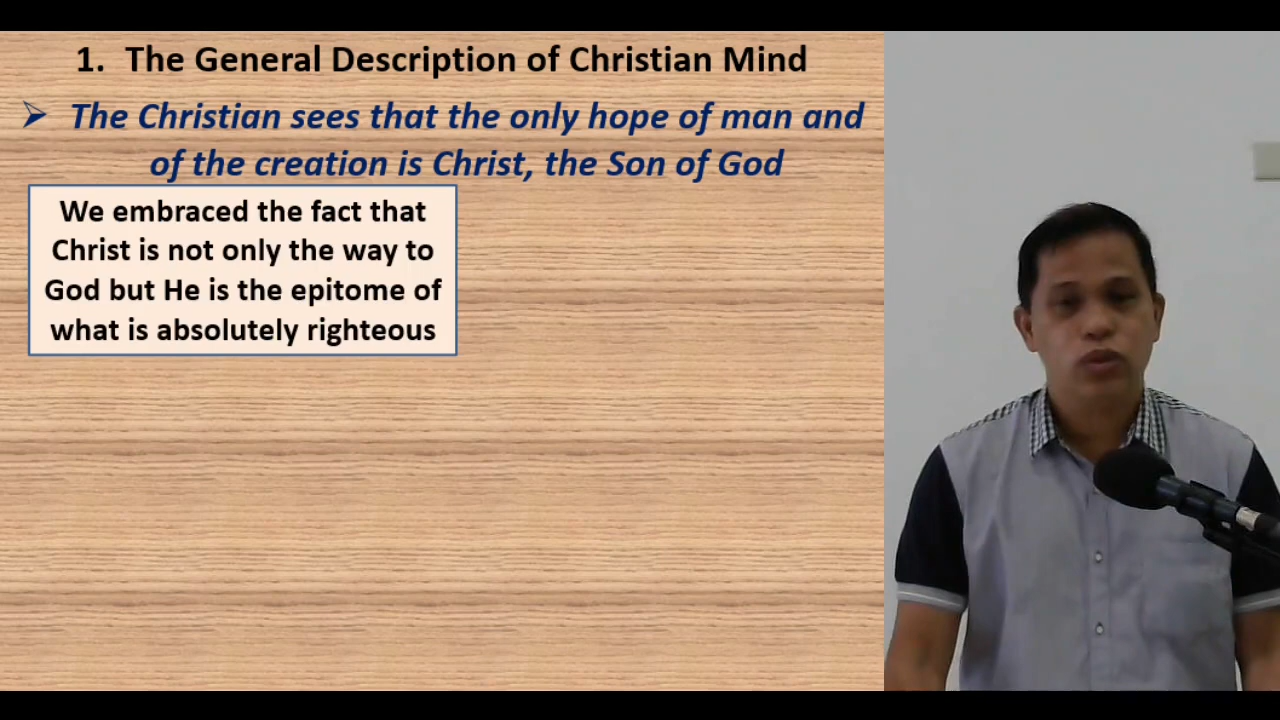 1. The General Description of Christian Mind
➤ The Christian sees that the only hope of man and
of the creation is Christ, the Son of God
We embraced the fact that
Christ is not only the way to
God but He is the epitome of
what is absolutely righteous